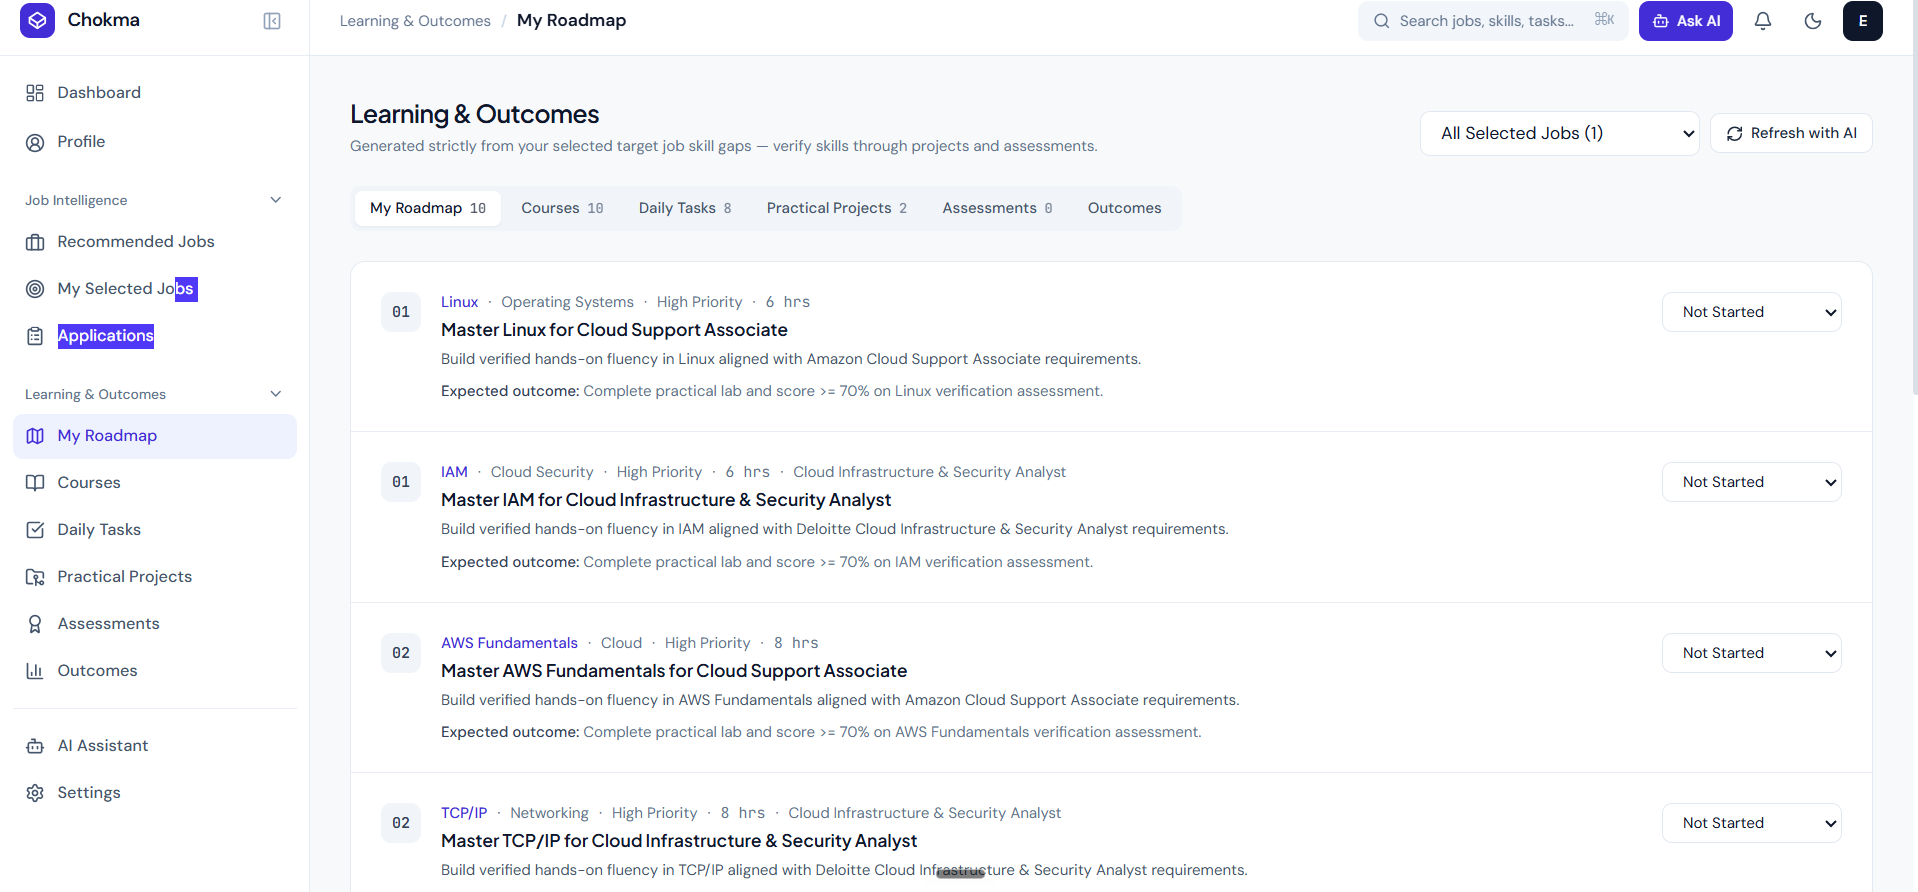 Chokma
Learning & Outcomes / My Roadmap
Search jobs, skills, tasks... ⌘K
Ask AI
E
Dashboard
Profile
Job Intelligence
Recommended Jobs
My Selected Jobs
Applications
Learning & Outcomes
My Roadmap
Courses
Daily Tasks
Practical Projects
Assessments
Outcomes
AI Assistant
Settings
Learning & Outcomes
Generated strictly from your selected target job skill gaps — verify skills through projects and assessments.
All Selected Jobs (1)
Refresh with AI
My Roadmap 10 Courses 10 Daily Tasks 8 Practical Projects 2 Assessments 0 Outcomes
01
Linux · Operating Systems · High Priority · 6 hrs
Master Linux for Cloud Support Associate
Build verified hands-on fluency in Linux aligned with Amazon Cloud Support Associate requirements.
Expected outcome: Complete practical lab and score >= 70% on Linux verification assessment.
Not Started
01
IAM · Cloud Security · High Priority · 6 hrs · Cloud Infrastructure & Security Analyst
Master IAM for Cloud Infrastructure & Security Analyst
Build verified hands-on fluency in IAM aligned with Deloitte Cloud Infrastructure & Security Analyst requirements.
Expected outcome: Complete practical lab and score >= 70% on IAM verification assessment.
Not Started
02
AWS Fundamentals · Cloud · High Priority · 8 hrs
Master AWS Fundamentals for Cloud Support Associate
Build verified hands-on fluency in AWS Fundamentals aligned with Amazon Cloud Support Associate requirements.
Expected outcome: Complete practical lab and score >= 70% on AWS Fundamentals verification assessment.
Not Started
02
TCP/IP · Networking · High Priority · 8 hrs · Cloud Infrastructure & Security Analyst
Master TCP/IP for Cloud Infrastructure & Security Analyst
Build verified hands-on fluency in TCP/IP aligned with Deloitte Cloud Infrastructure & Security Analyst requirements.
Not Started